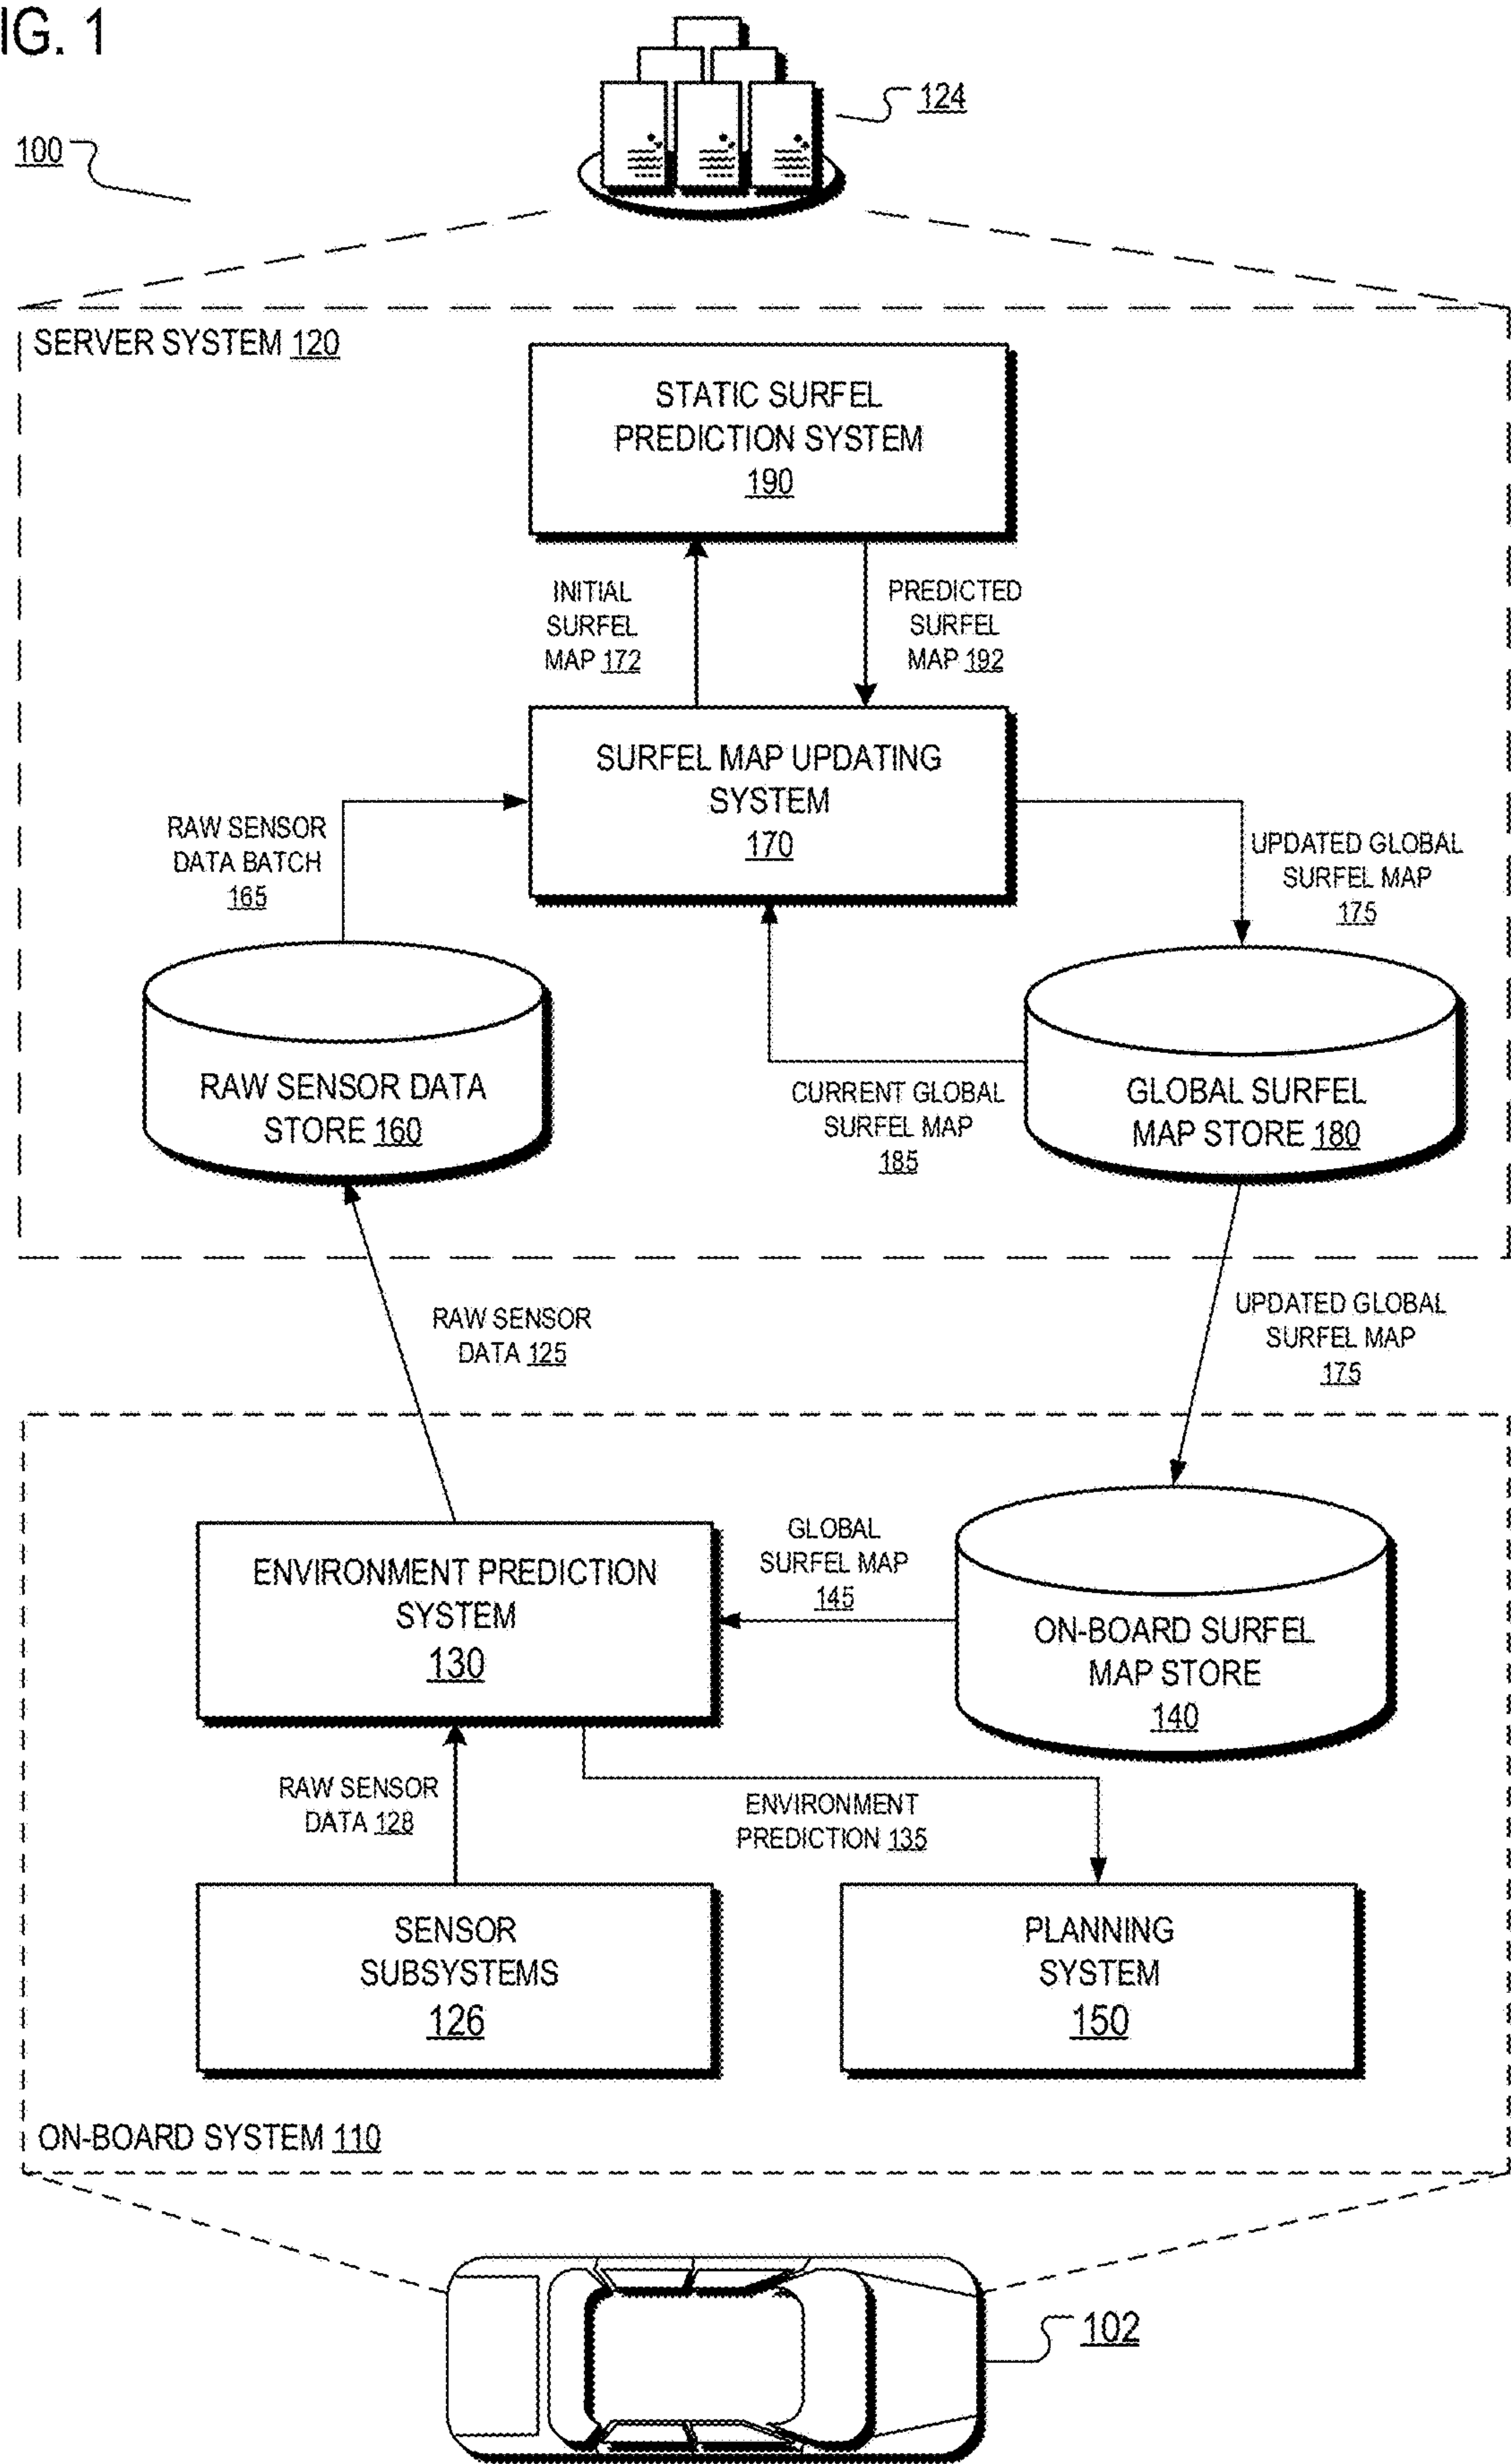 IG. 1
124
100
SERVER SYSTEM 120
STATIC SURFEL
PREDICTION SYSTEM
190
INITIAL
SURFEL
MAP 172
PREDICTED
SURFEL
MAP 192
SURFEL MAP UPDATING
SYSTEM
170
RAW SENSOR
DATA BATCH
165
UPDATED GLOBAL
SURFEL MAP
175
RAW SENSOR DATA
STORE 160
CURRENT GLOBAL
SURFEL MAP
185
GLOBAL SURFEL
MAP STORE 180
RAW SENSOR
DATA 125
UPDATED GLOBAL
SURFEL MAP
175
ENVIRONMENT PREDICTION
SYSTEM
130
GLOBAL
SURFEL MAP
145
ON-BOARD SURFEL
MAP STORE
140
RAW SENSOR
DATA 128
ENVIRONMENT
PREDICTION 135
SENSOR
SUBSYSTEMS
126
PLANNING
SYSTEM
150
ON-BOARD SYSTEM 110
102